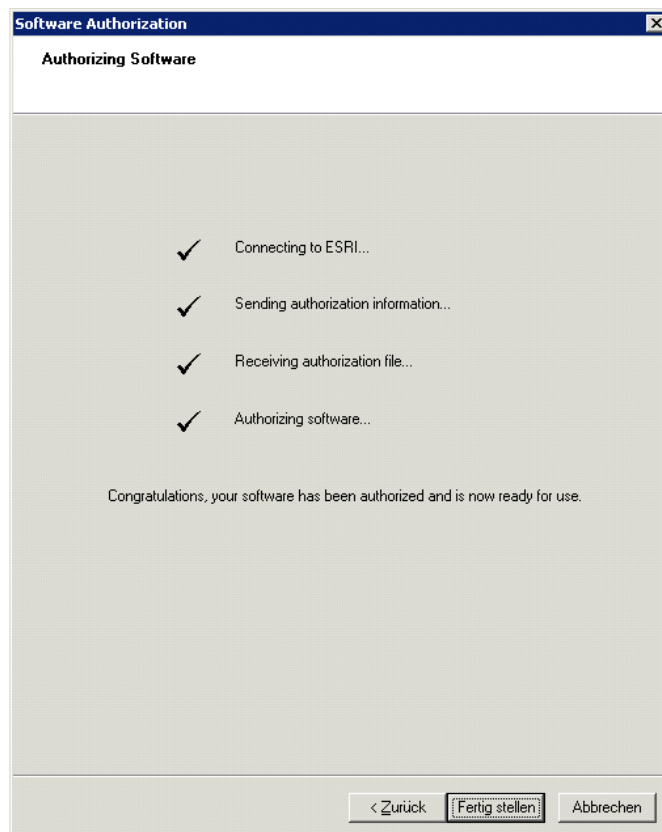 Software Authorization
Authorizing Software
Connecting to ESRI...
Sending authorization information...
Receiving authorization file...
Authorizing software...
Congratulations, your software has been authorized and is now ready for use.
< Zurück Fertig stellen Abbrechen